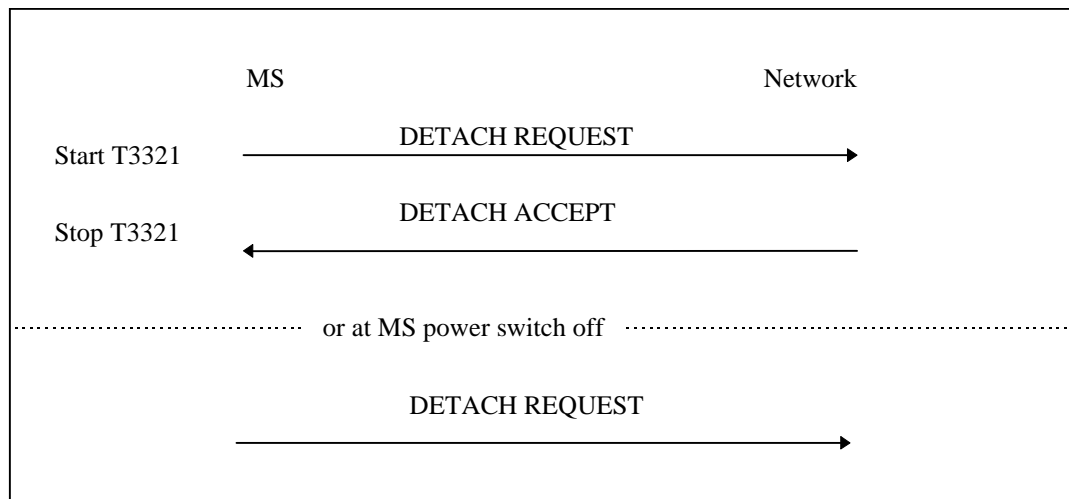 MS Network
DETACH REQUEST
Start T3321
DETACH ACCEPT
Stop T3321
or at MS power switch off
DETACH REQUEST